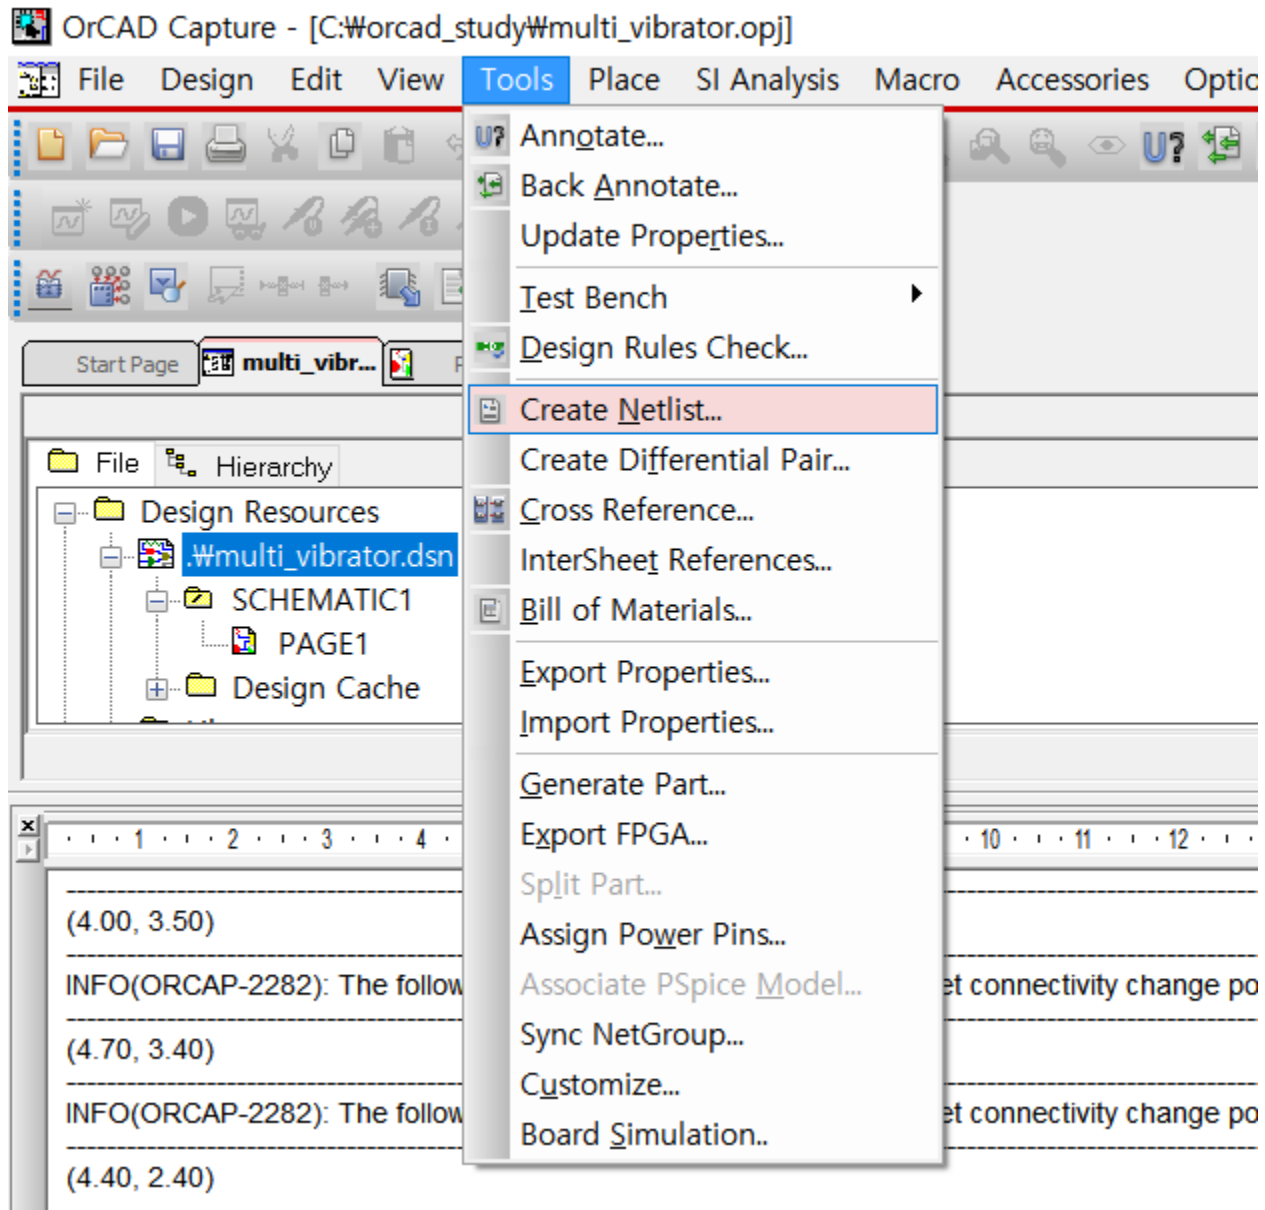 OrCAD Capture - [C:₩orcad_study₩multi_vibrator.opj]
File Design Edit View Tools Place SI Analysis Macro Accessories Optio
U? Annotate...
U?
Back Annotate...
Update Properties...
Test Bench
Design Rules Check...
Start Page multi_vibr...
Create Netlist...
File Hierarchy
Create Differential Pair...
Design Resources
Cross Reference...
.₩multi_vibrator.dsn
InterSheet References...
SCHEMATIC1
Bill of Materials...
PAGE1
Export Properties...
Design Cache
Import Properties...
Generate Part...
1 2 3 4 10 11 12
Export FPGA...
Split Part...
(4.00, 3.50)
Assign Power Pins...
INFO(ORCAP-2282): The follow et connectivity change po
Associate PSpice Model...
Sync NetGroup...
(4.70, 3.40)
Customize...
INFO(ORCAP-2282): The follow et connectivity change po
Board Simulation..
(4.40, 2.40)